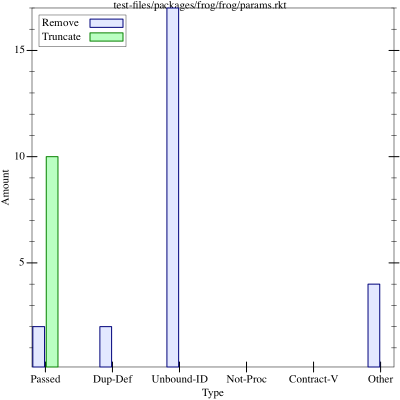 test-files/packages/frog/frog/params.rkt
Remove
Truncate
15
10
5
Amount
Passed Dup-Def Unbound-ID Not-Proc Contract-V Other
Type